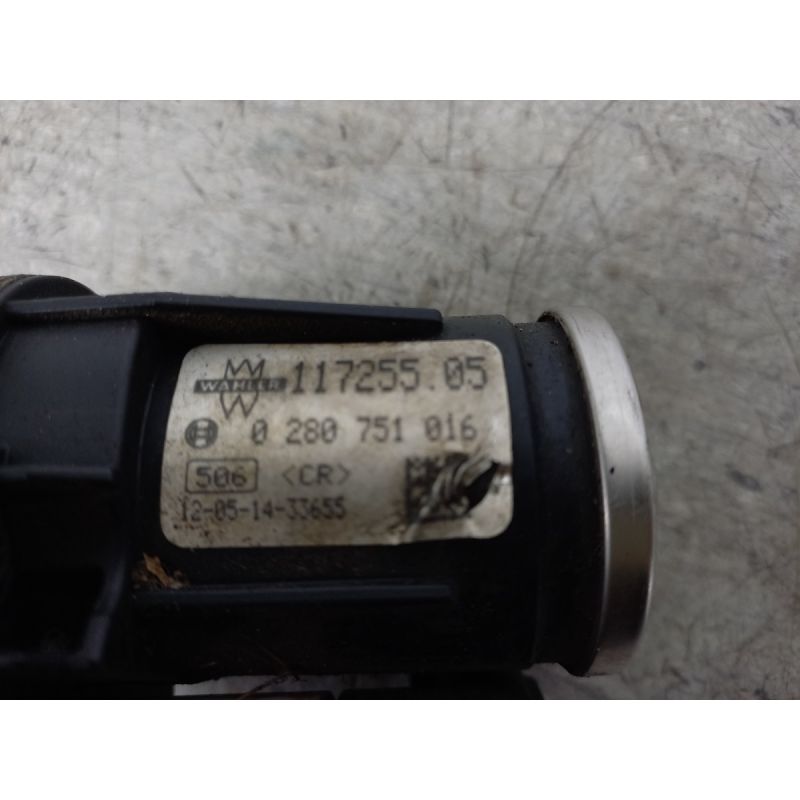 WAHLER 117255.05
0 280 751 016
506 <CR>
12-05-14-33655